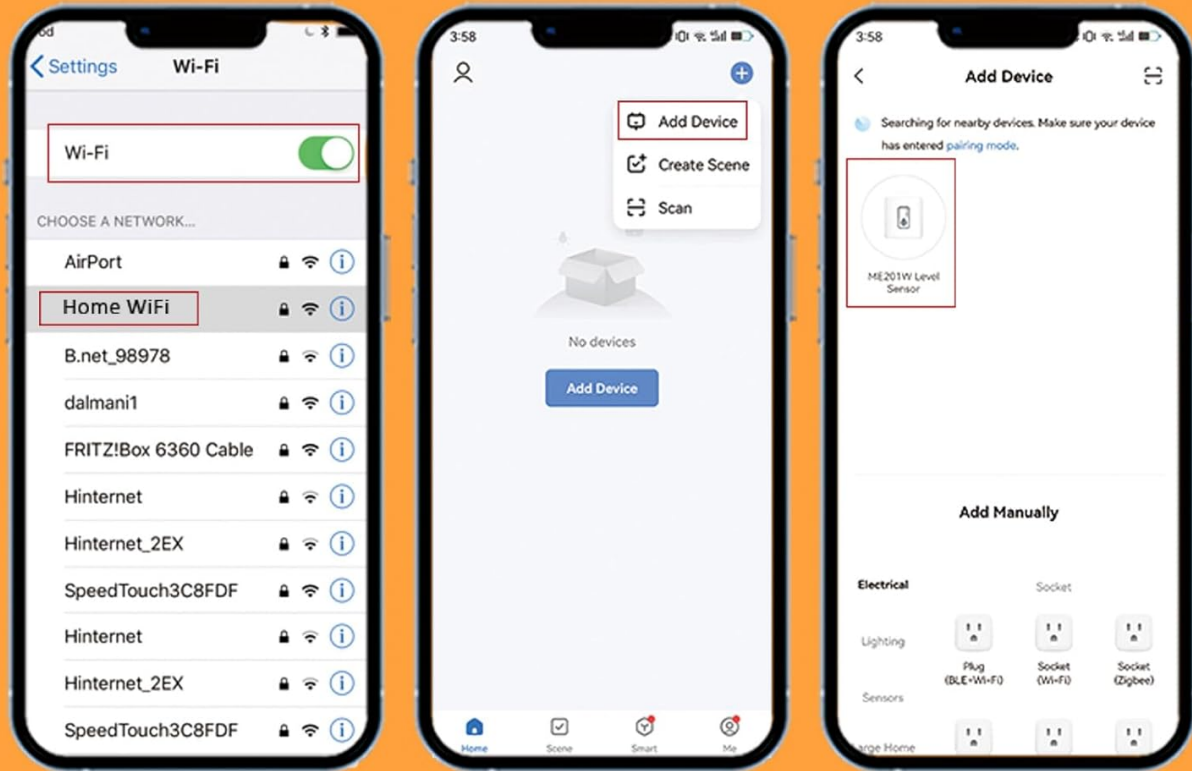 Settings
Wi-Fi
Wi-Fi
CHOOSE A NETWORK...
AirPort
Home WiFi
B.net_98978
dalmani1
FRITZ!Box 6360 Cable
Hinternet
Hinternet_2EX
SpeedTouch3C8FDF
Hinternet
Hinternet_2EX
SpeedTouch3C8FDF
3:58
Add Device
Create Scene
Scan
No devices
Add Device
Home
Scene
Smart
Me
3:58
Add Device
Searching for nearby devices. Make sure your device
has entered pairing mode.
ME201W Level
Sensor
Add Manually
Electrical
Socket
Lighting
Plug
(BLE+Wi-Fi)
Socket
(Wi-Fi)
Socket
(Zigbee)
Sensors
arge Home